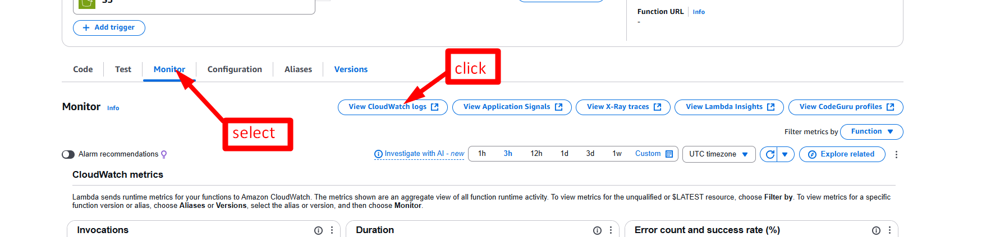 S3
Function URL Info
-
+ Add trigger
Code Test Monitor Configuration Aliases Versions
click
Monitor Info
View CloudWatch logs View Application Signals View X-Ray traces View Lambda Insights View CodeGuru profiles
select
Filter metrics by Function
Alarm recommendations
Investigate with AI - new 1h 3h 12h 1d 3d 1w Custom UTC timezone Explore related
CloudWatch metrics
Lambda sends runtime metrics for your functions to Amazon CloudWatch. The metrics shown are an aggregate view of all function runtime activity. To view metrics for the unqualified or $LATEST resource, choose Filter by. To view metrics for a specific
function version or alias, choose Aliases or Versions, select the alias or version, and then choose Monitor.
Invocations Duration Error count and success rate (%)